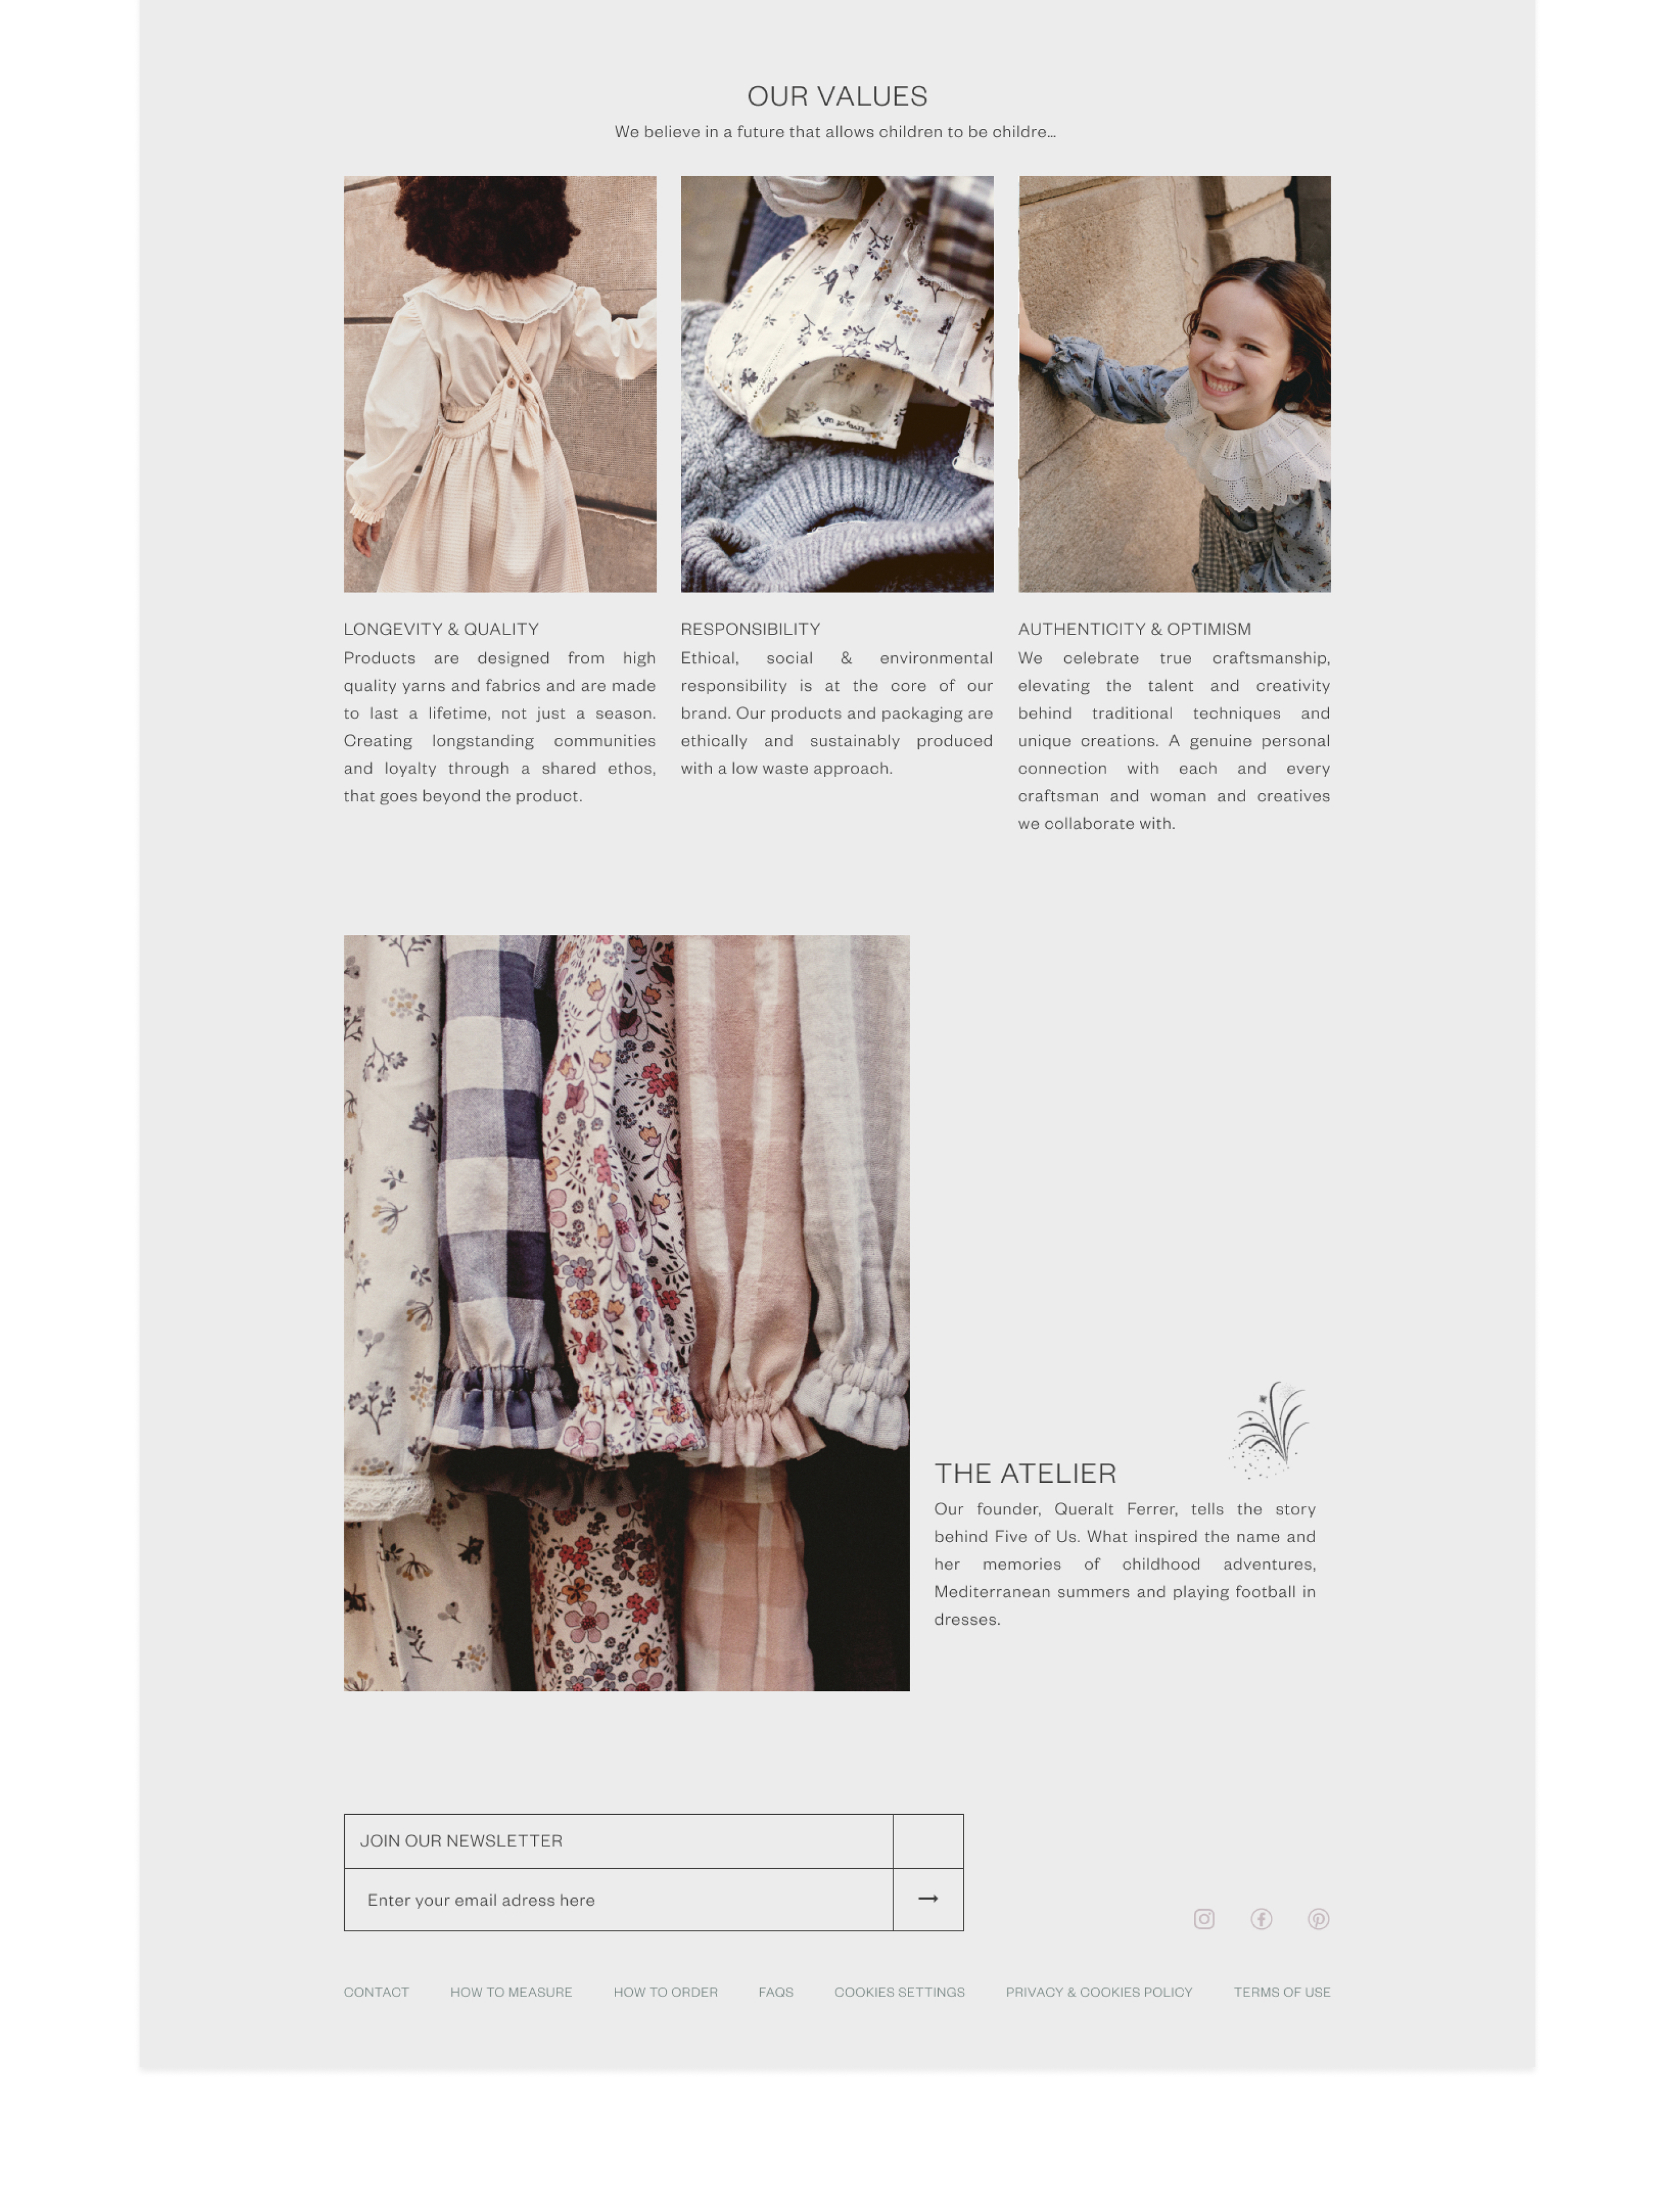 OUR VALUES
We believe in a future that allows children to be childre...
LONGEVITY & QUALITY
Products are designed from high
quality yarns and fabrics and are made
to last a lifetime, not just a season.
Creating longstanding communities
and loyalty through a shared ethos,
that goes beyond the product.
RESPONSIBILITY
Ethical, social & environmental
responsibility is at the core of our
brand. Our products and packaging are
ethically and sustainably produced
with a low waste approach.
AUTHENTICITY & OPTIMISM
We celebrate true craftsmanship,
elevating the talent and creativity
behind traditional techniques and
unique creations. A genuine personal
connection with each and every
craftsman and woman and creatives
we collaborate with.
THE ATELIER
Our founder, Queralt Ferrer, tells the story
behind Five of Us. What inspired the name and
her memories of childhood adventures,
Mediterranean summers and playing football in
dresses.
JOIN OUR NEWSLETTER
Enter your email adress here
CONTACT HOW TO MEASURE HOW TO ORDER FAQS COOKIES SETTINGS PRIVACY & COOKIES POLICY TERMS OF USE